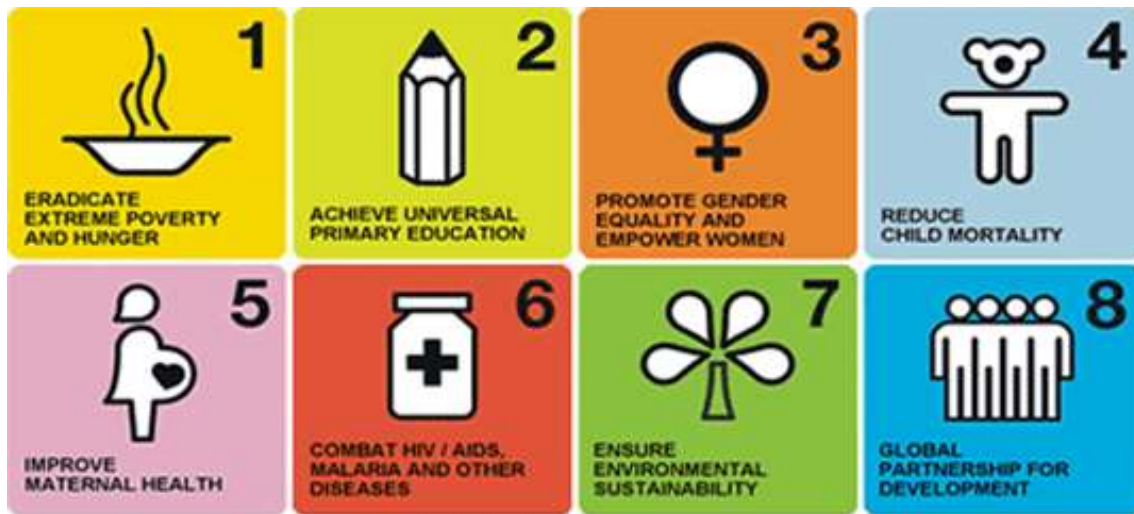 1
ERADICATE
EXTREME POVERTY
AND HUNGER
2
ACHIEVE UNIVERSAL
PRIMARY EDUCATION
3
PROMOTE GENDER
EQUALITY AND
EMPOWER WOMEN
4
REDUCE
CHILD MORTALITY
5
IMPROVE
MATERNAL HEALTH
6
COMBAT HIV / AIDS,
MALARIA AND OTHER
DISEASES
7
ENSURE
ENVIRONMENTAL
SUSTAINABILITY
8
GLOBAL
PARTNERSHIP FOR
DEVELOPMENT